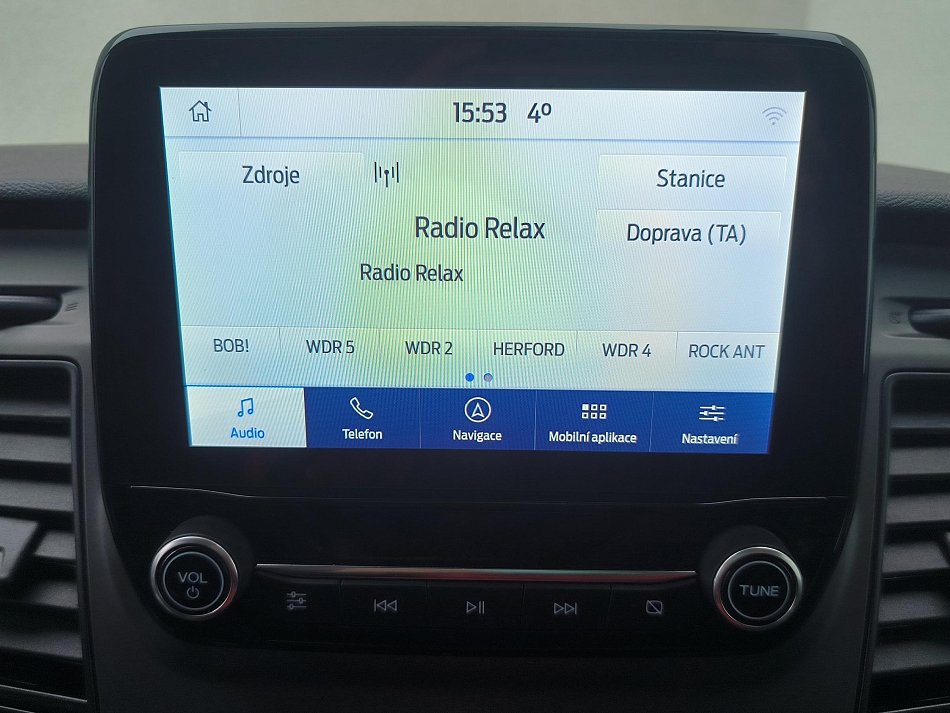 15:53 4º
Zdroje
Stanice
Radio Relax
Doprava (TA)
Radio Relax
BOB! WDR 5 WDR 2 HERFORD WDR 4 ROCK ANT
Audio Telefon Navigace Mobilní aplikace Nastavení
VOL
TUNE